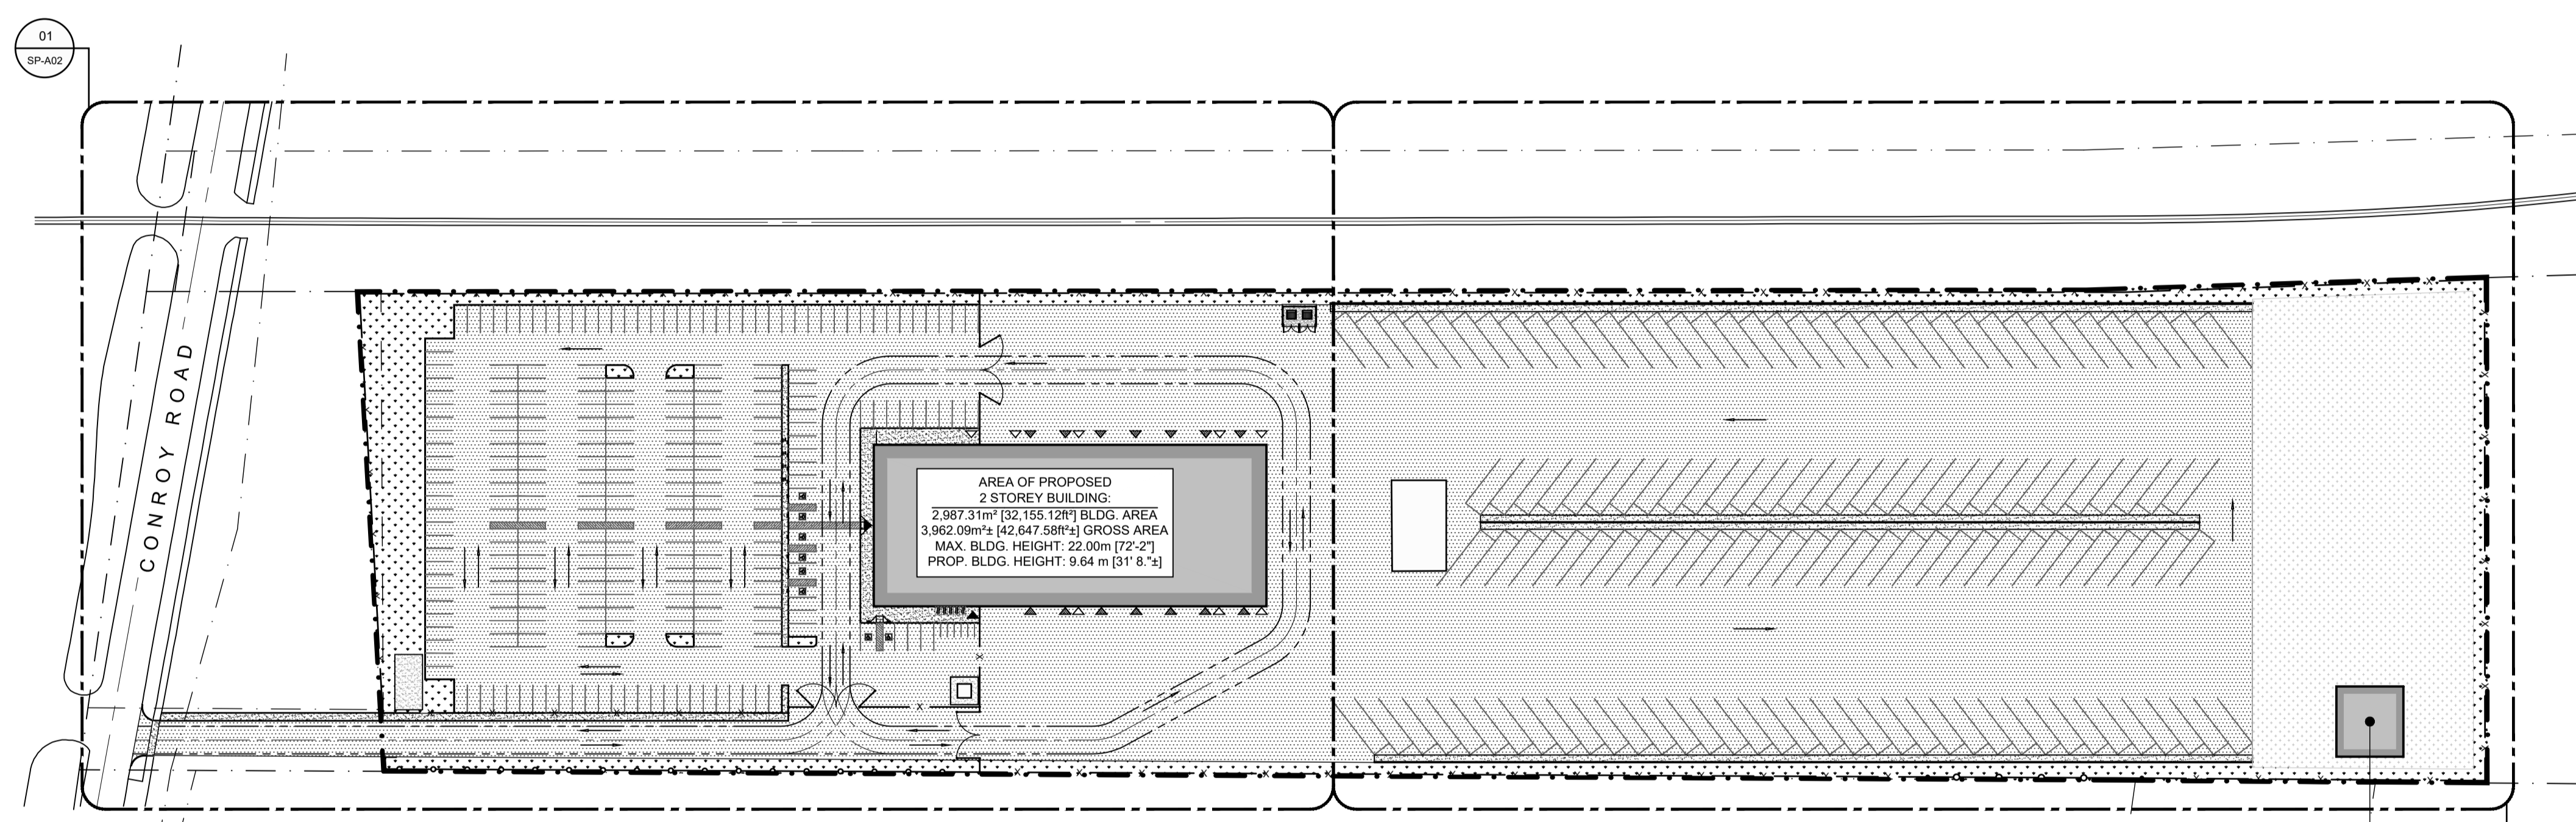 01
SP-A02
CONROY ROAD
AREA OF PROPOSED
2 STOREY BUILDING:
2,987.31m² [32,155.12ft²] BLDG. AREA
3,962.09m²± [42,647.58ft²±] GROSS AREA
MAX. BLDG. HEIGHT: 22.00m [72'-2"]
PROP. BLDG. HEIGHT: 9.64 m [31' 8."±]